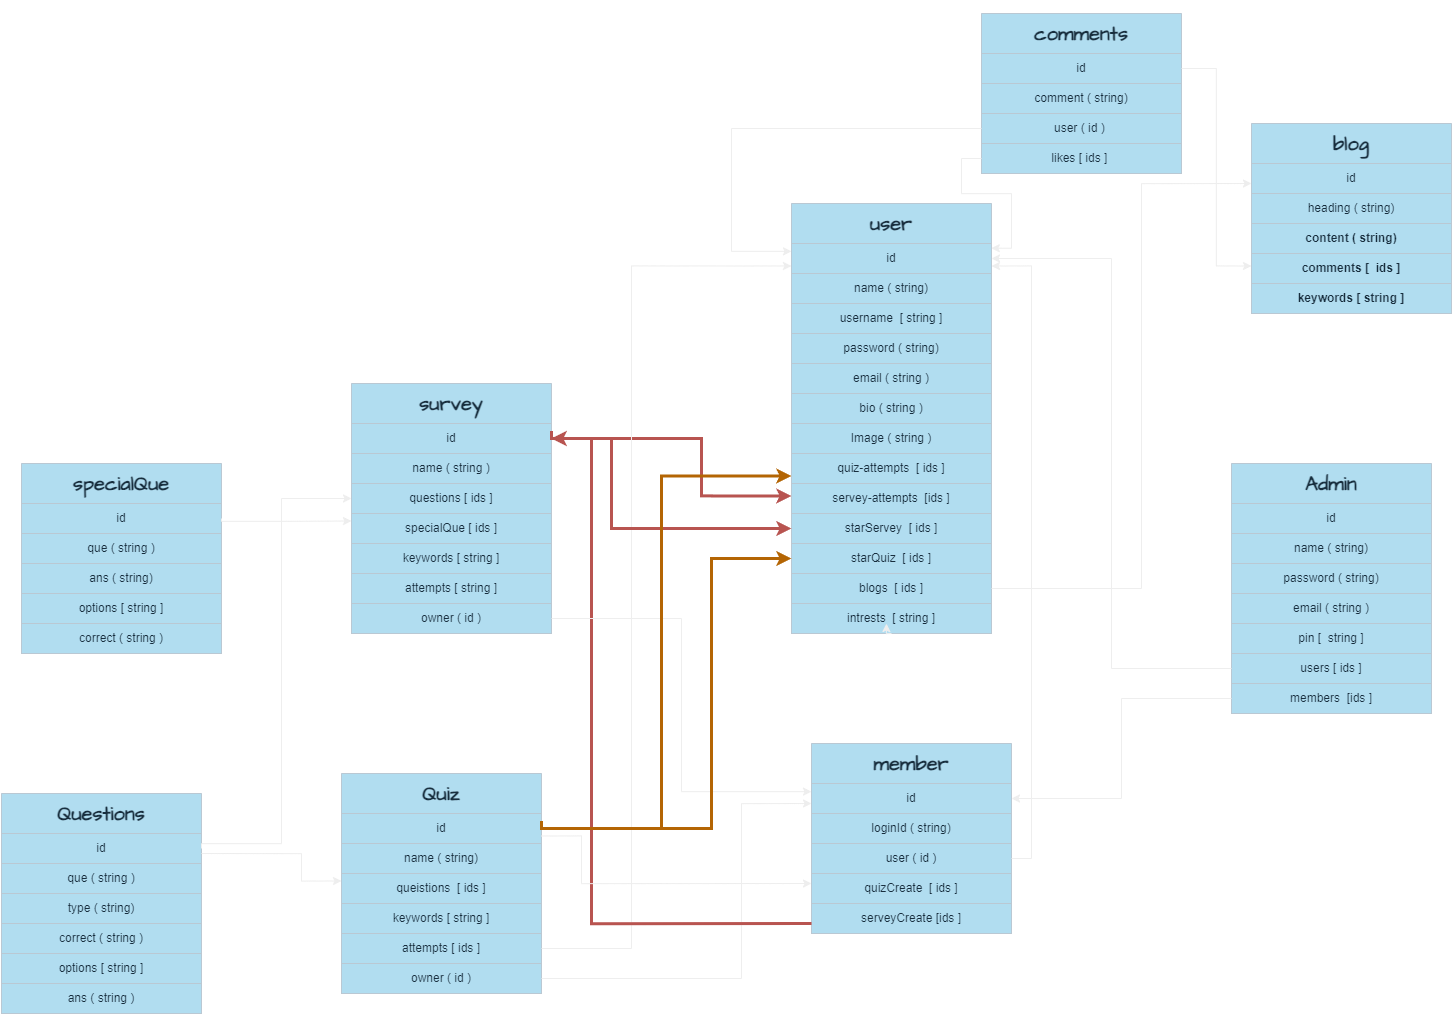 comments
id
comment ( string)
user ( id )
likes [ ids ]
blog
id
heading ( string)
content ( string)
comments [  ids ]
keywords [ string ]
user
id
name ( string)
username  [ string ]
password ( string)
email ( string )
bio ( string )
Image ( string )
quiz-attempts  [ ids ]
servey-attempts  [ids ]
starServey  [ ids ]
starQuiz  [ ids ]
blogs  [ ids ]
intrests  [ string ]
survey
id
name ( string )
questions [ ids ]
specialQue [ ids ]
keywords [ string ]
attempts [ string ]
owner ( id )
specialQue
id
que ( string )
ans ( string)
options [ string ]
correct ( string )
Admin
id
name ( string)
password ( string)
email ( string )
pin [  string ]
users [ ids ]
members  [ids ]
member
id
loginId ( string)
user ( id )
quizCreate  [ ids ]
serveyCreate [ids ]
Quiz
id
name ( string)
queistions  [ ids ]
keywords [ string ]
attempts [ ids ]
owner ( id )
Questions
id
que ( string )
type ( string)
correct ( string )
options [ string ]
ans ( string )